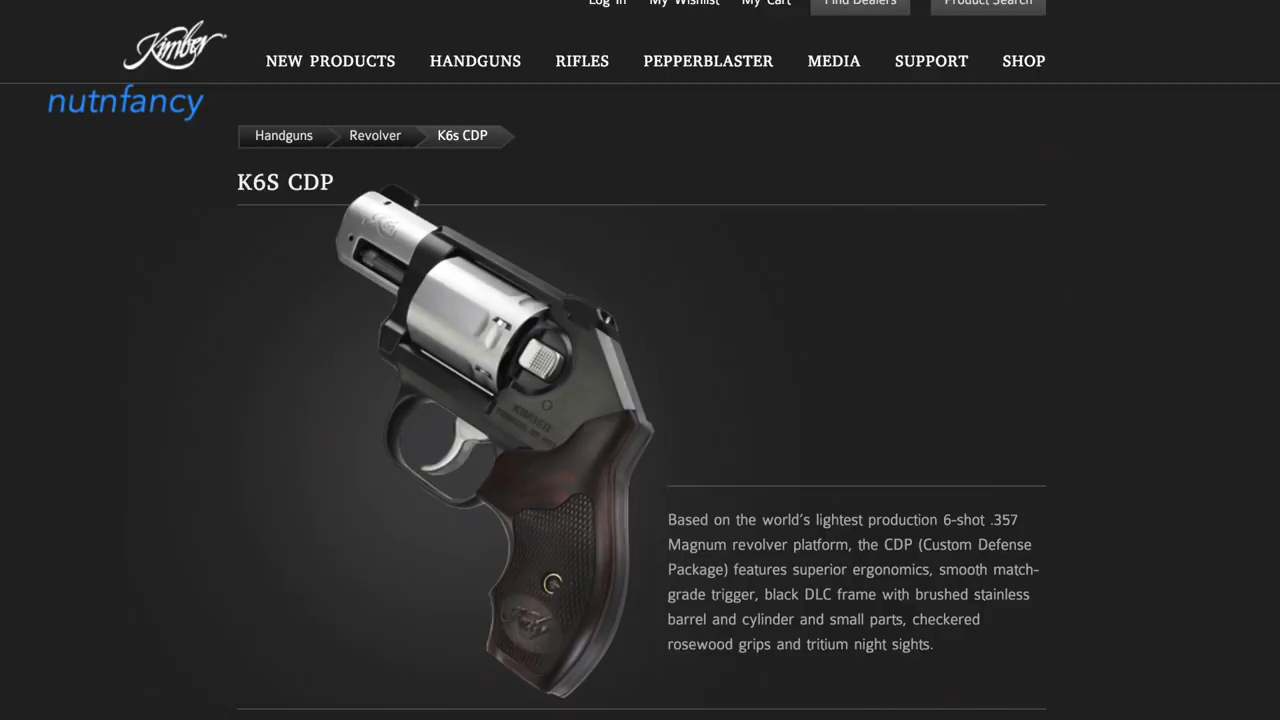 Log In My Wishlist My Cart Find Dealers Product Search
Kimber
NEW PRODUCTS HANDGUNS RIFLES PEPPERBLASTER MEDIA SUPPORT SHOP
nutnfancy
Handguns Revolver K6s CDP
K6S CDP
KIMBER
Based on the world's lightest production 6-shot .357
Magnum revolver platform, the CDP (Custom Defense
Package) features superior ergonomics, smooth match-
grade trigger, black DLC frame with brushed stainless
barrel and cylinder and small parts, checkered
rosewood grips and tritium night sights.
Kimber